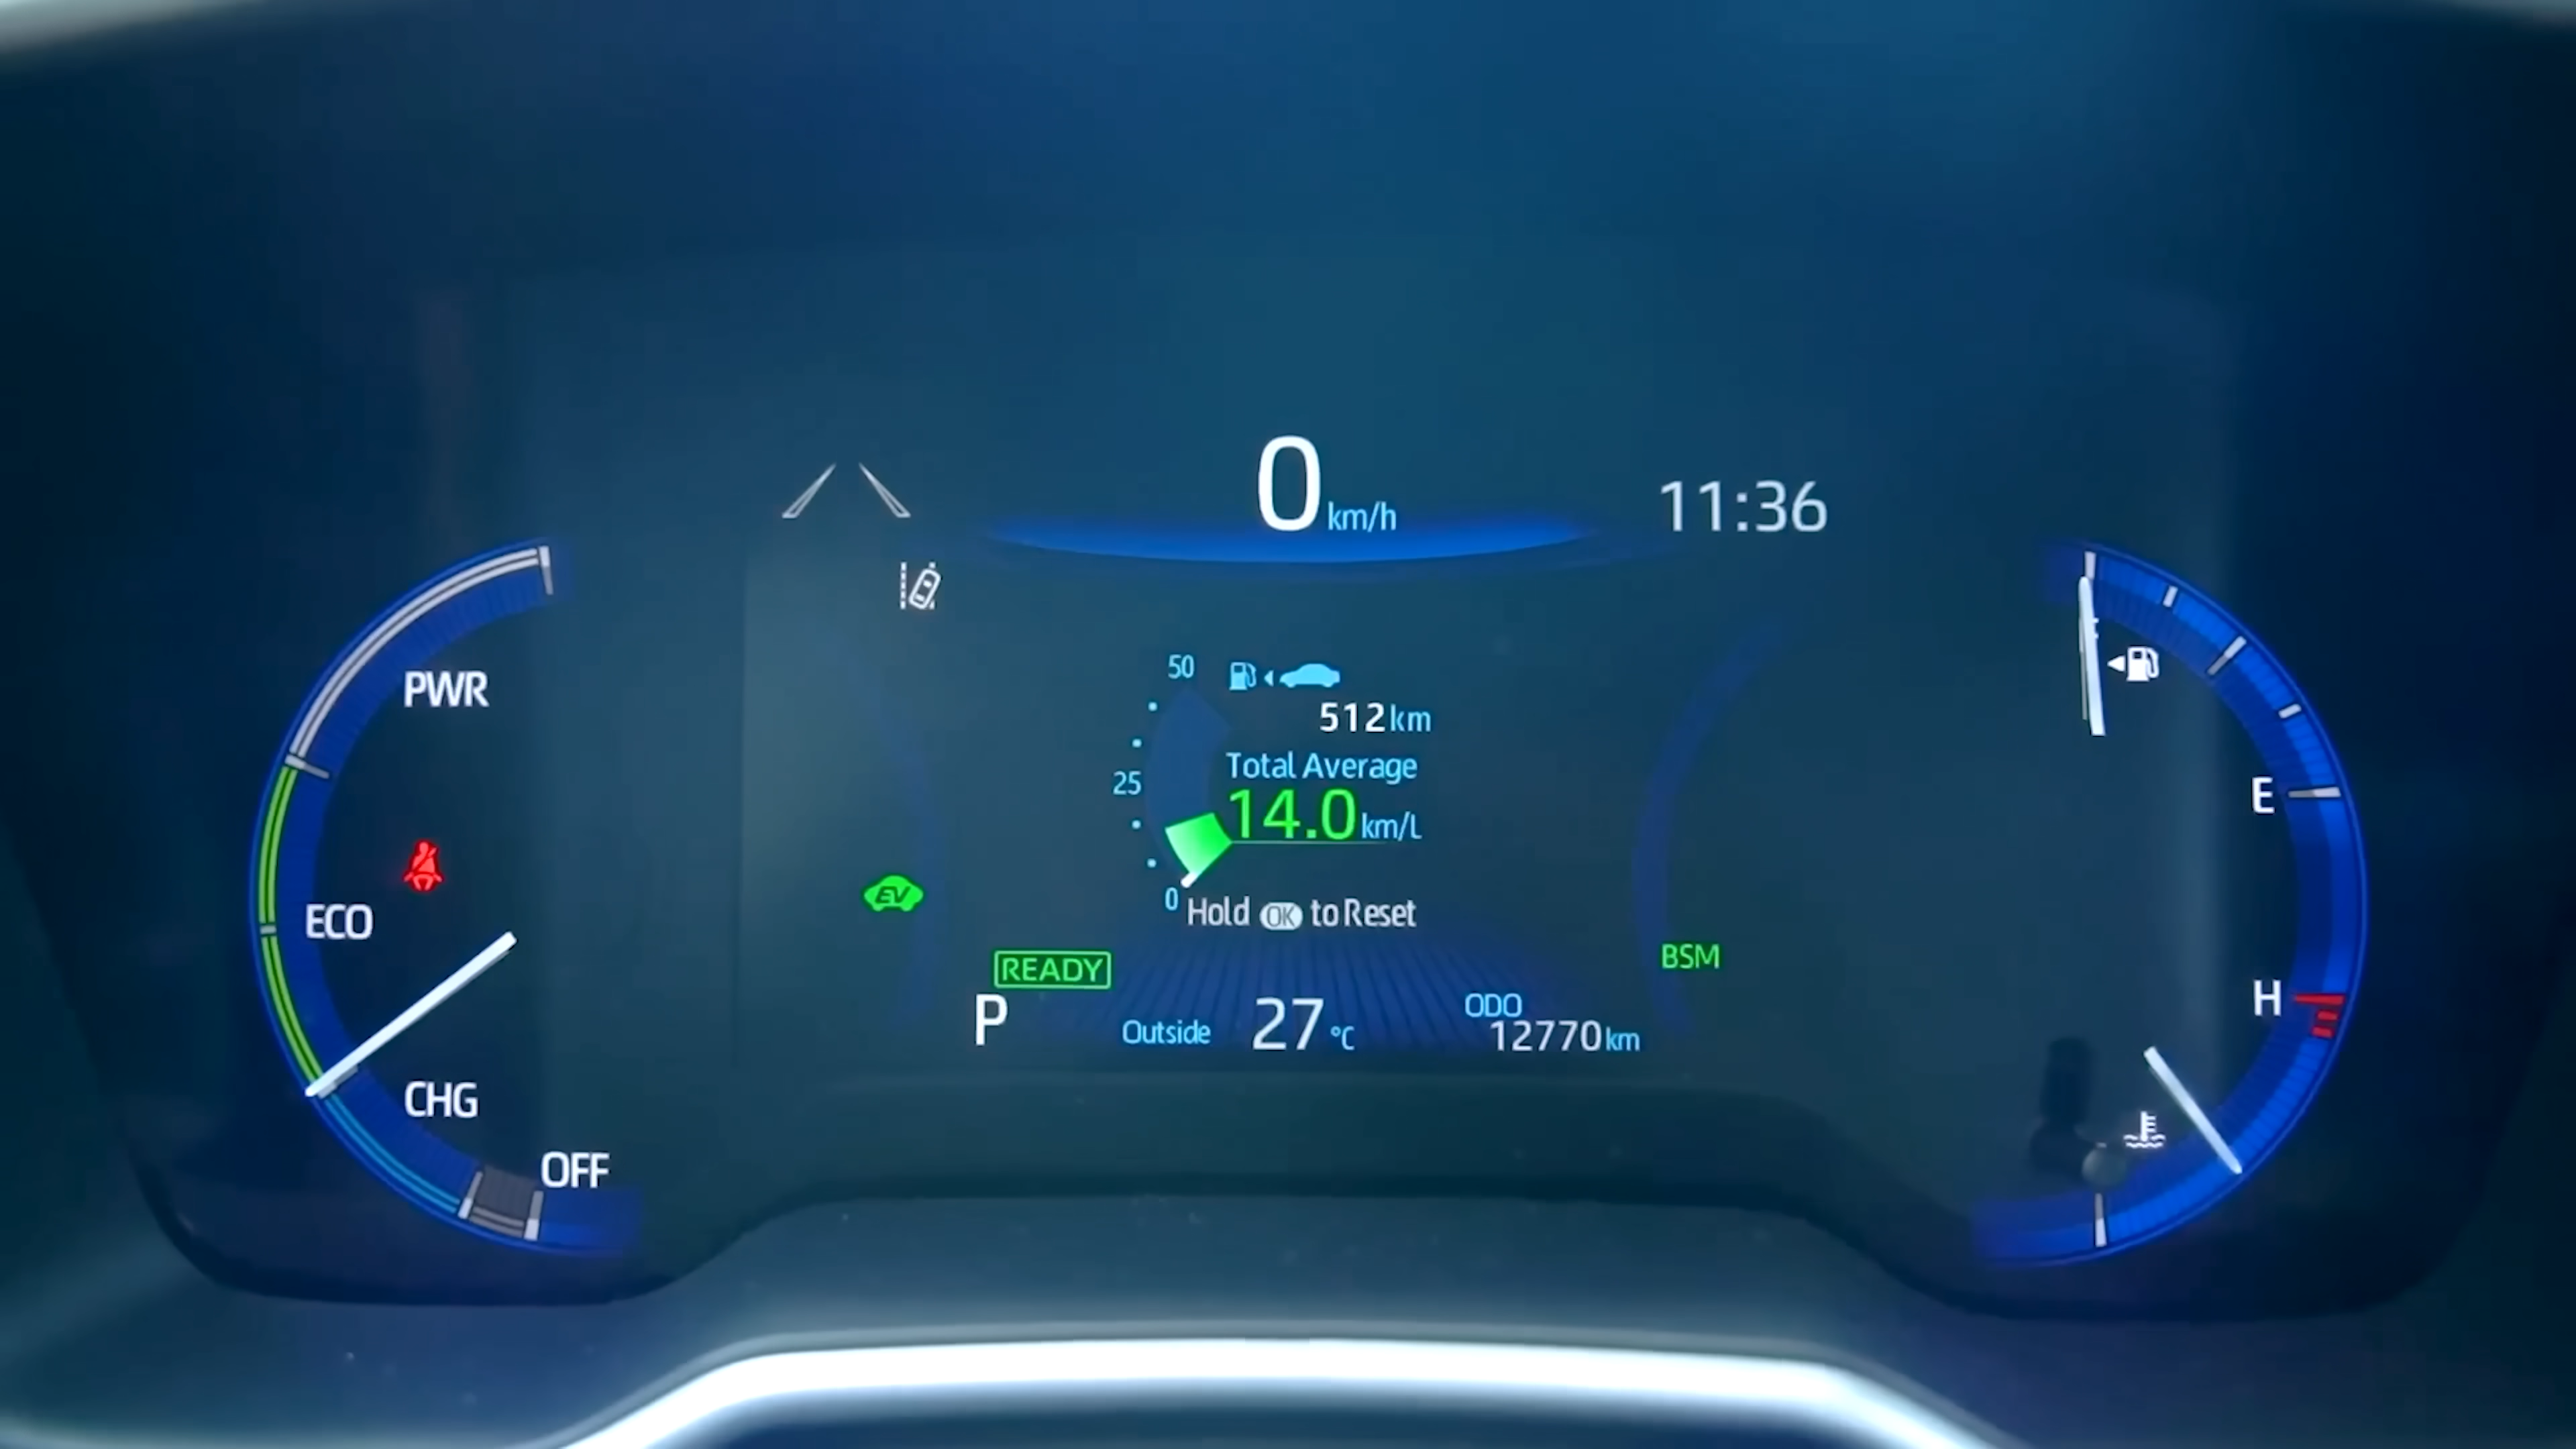 0 km/h
11:36
PWR
ECO
CHG
OFF
50
25
0
512 km
Total Average
14.0 km/L
Hold OK to Reset
EV
READY
P
Outside 27 °C
ODO
12770 km
BSM
E
H